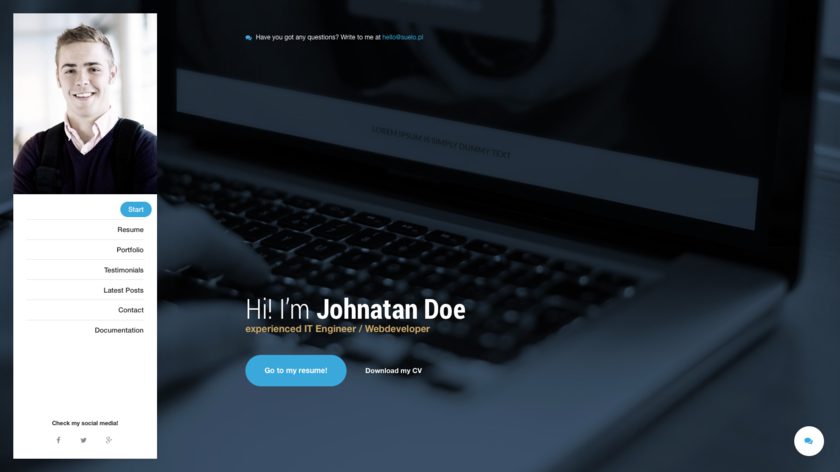 Have you got any questions? Write to me at hello@suelo.pl
LOREM IPSUM IS SIMPLY DUMMY TEXT
Start
Resume
Portfolio
Testimonials
Latest Posts
Contact
Documentation
Hi! I'm Johnatan Doe
experienced IT Engineer / Webdeveloper
Go to my resume!
Download my CV
Check my social media!